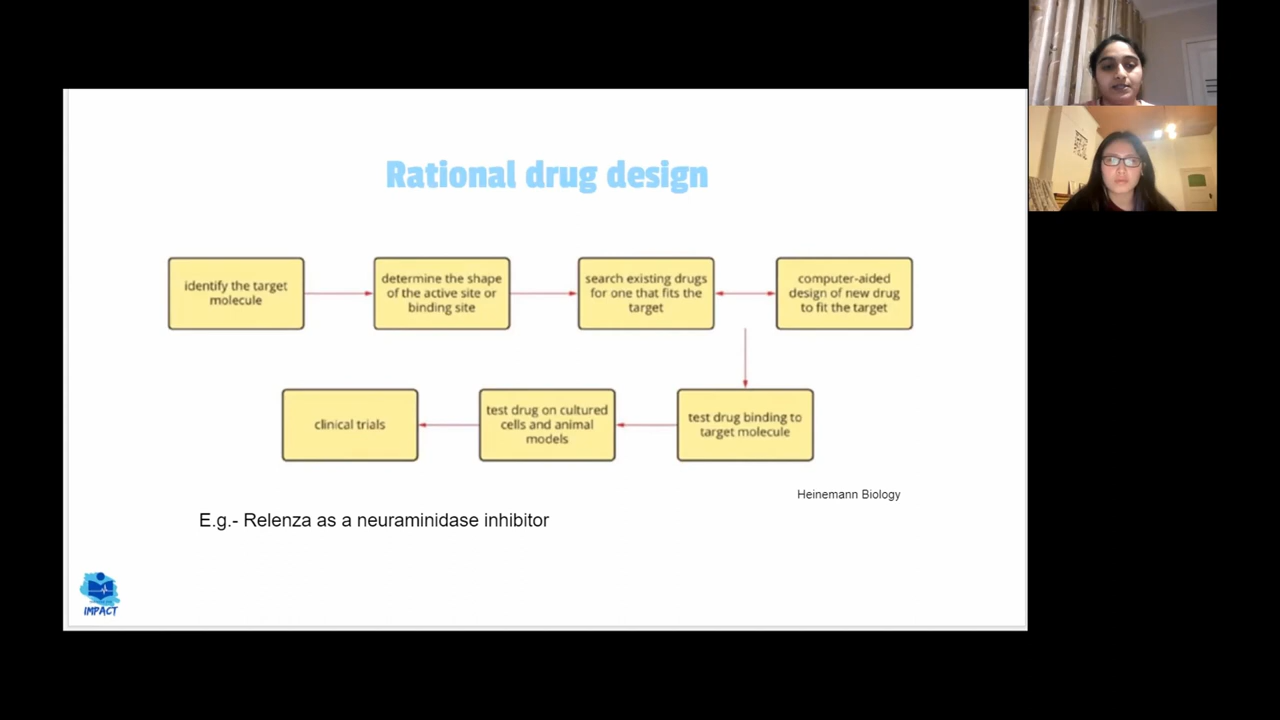 Rational drug design
identify the target
molecule
determine the shape
of the active site or
binding site
search existing drugs
for one that fits the
target
computer-aided
design of new drug
to fit the target
clinical trials
test drug on cultured
cells and animal
models
test drug binding to
target molecule
Heinemann Biology
E.g.- Relenza as a neuraminidase inhibitor
IMPACT